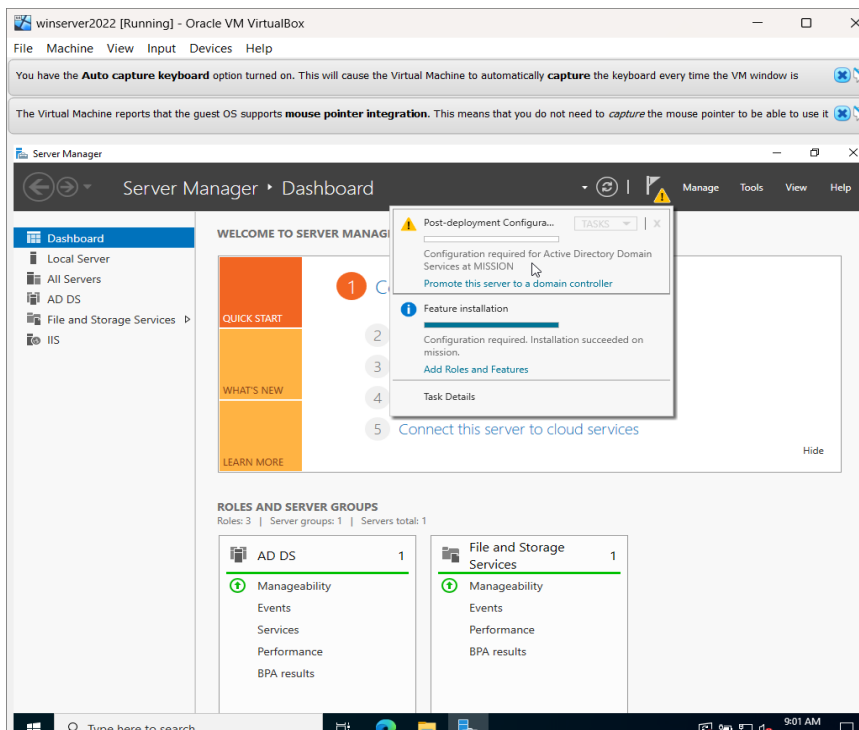 winserver2022 [Running] - Oracle VM VirtualBox
File Machine View Input Devices Help
You have the Auto capture keyboard option turned on. This will cause the Virtual Machine to automatically capture the keyboard every time the VM window is
The Virtual Machine reports that the guest OS supports mouse pointer integration. This means that you do not need to capture the mouse pointer to be able to use it
Server Manager
Server Manager • Dashboard
Manage Tools View Help
Dashboard
Local Server
All Servers
AD DS
File and Storage Services
IIS
WELCOME TO SERVER MANAG
QUICK START
WHAT'S NEW
LEARN MORE
1
2
3
4
5 Connect this server to cloud services
Hide
Post-deployment Configura... TASKS X
Configuration required for Active Directory Domain
Services at MISSION
Promote this server to a domain controller
Feature installation
Configuration required. Installation succeeded on
mission.
Add Roles and Features
Task Details
ROLES AND SERVER GROUPS
Roles: 3 | Server groups: 1 | Servers total: 1
AD DS 1
Manageability
Events
Services
Performance
BPA results
File and Storage
Services 1
Manageability
Events
Performance
BPA results
Type here to search
9:01 AM